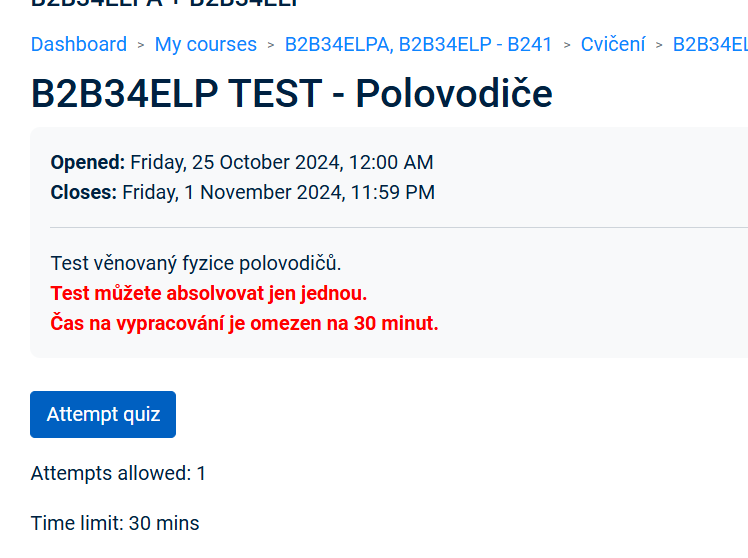 B2B34ELPA + B2B34ELP
Dashboard > My courses > B2B34ELPA, B2B34ELP - B241 > Cvičení > B2B34EL
B2B34ELP TEST - Polovodiče
Opened: Friday, 25 October 2024, 12:00 AM
Closes: Friday, 1 November 2024, 11:59 PM
Test věnovaný fyzice polovodičů.
Test můžete absolvovat jen jednou.
Čas na vypracování je omezen na 30 minut.
Attempt quiz
Attempts allowed: 1
Time limit: 30 mins